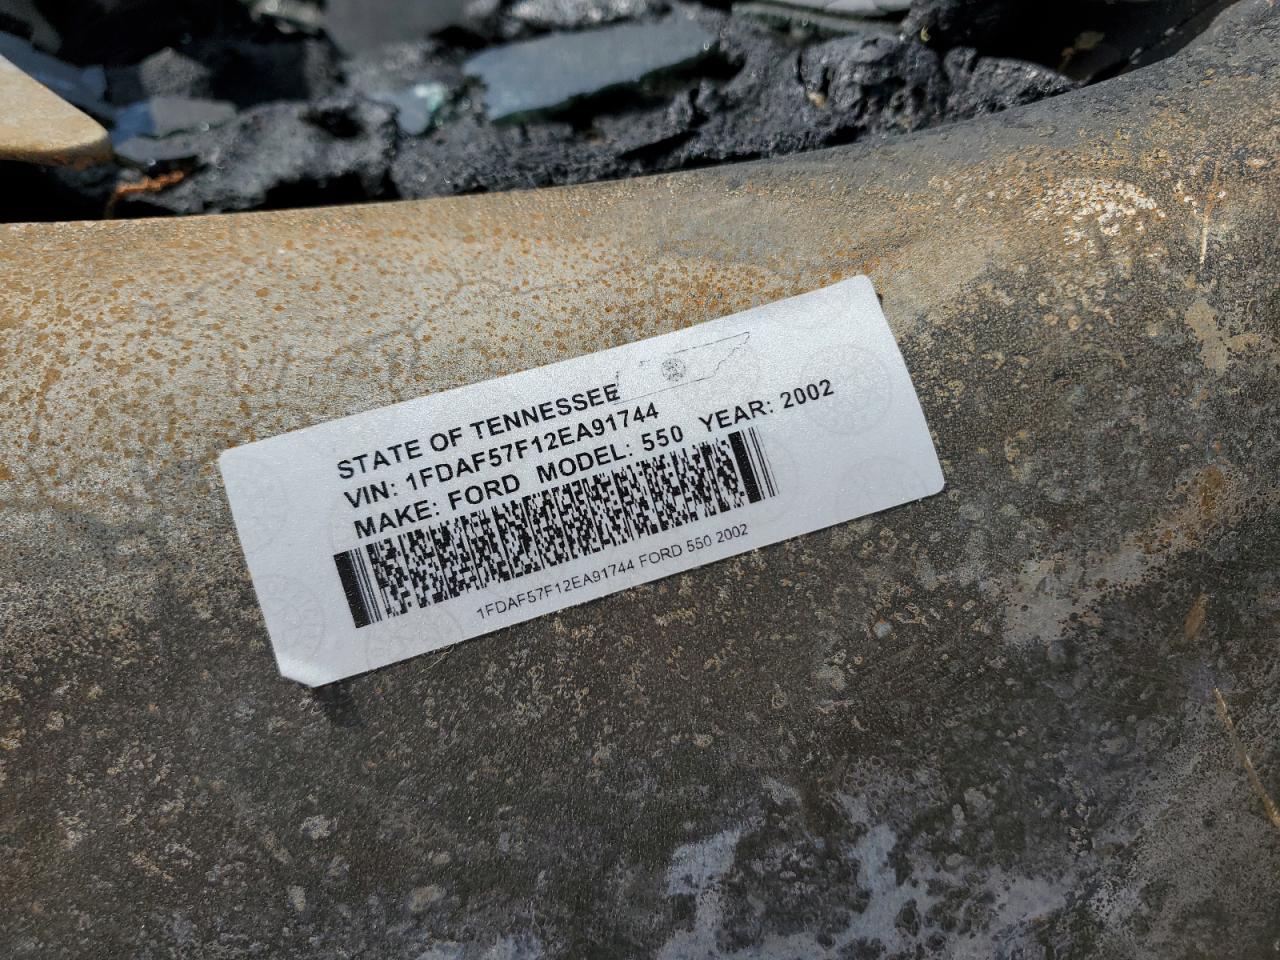 STATE OF TENNESSEE
VIN: 1FDAF57F12EA91744
MAKE: FORD MODEL: 550 YEAR: 2002
1FDAF57F12EA91744 FORD 550 2002